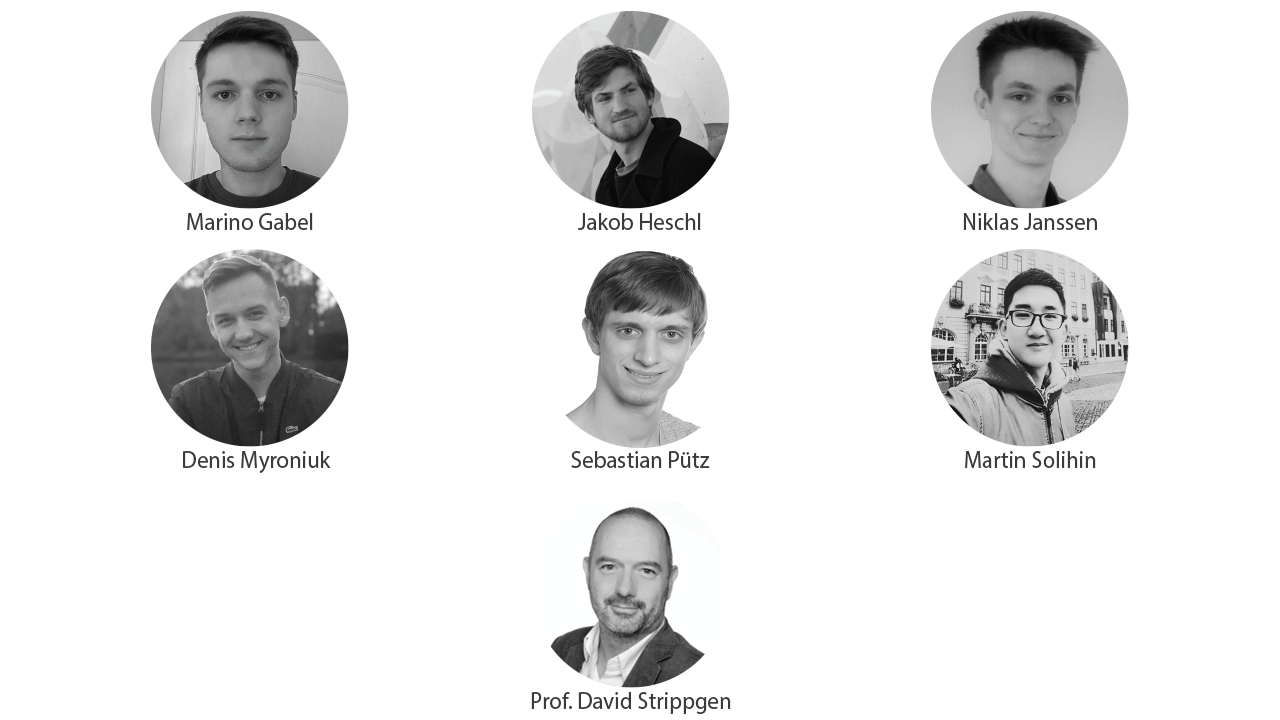 Marino Gabel
Jakob Heschl
Niklas Janssen
Denis Myroniuk
Sebastian Pütz
Martin Solihin
Prof. David Strippgen